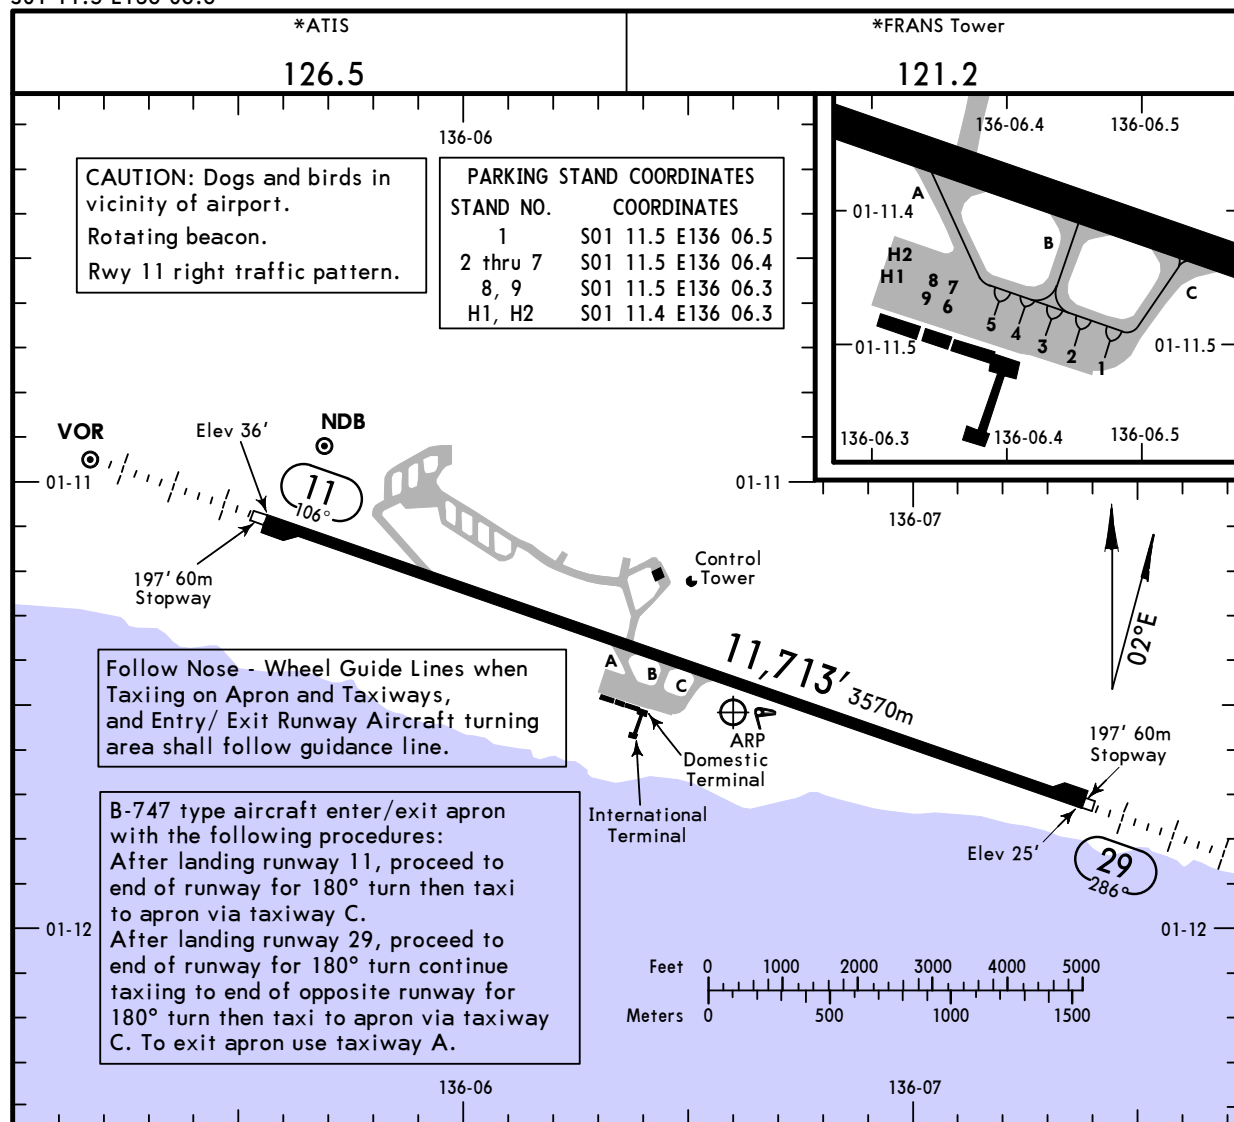 S01 11.5 E136 06.6
*ATIS
126.5
*FRANS Tower
121.2
136-06
CAUTION: Dogs and birds in
vicinity of airport.
Rotating beacon.
Rwy 11 right traffic pattern.
PARKING STAND COORDINATES
STAND NO. COORDINATES
1 S01 11.5 E136 06.5
2 thru 7 S01 11.5 E136 06.4
8, 9 S01 11.5 E136 06.3
H1, H2 S01 11.4 E136 06.3
136-06.4
136-06.5
A
01-11.4
B
H2
H1
8
7
9
6
C
5
4
3
2
1
01-11.5
01-11.5
136-06.3
136-06.4
136-06.5
VOR
Elev 36'
NDB
01-11
11
106°
01-11
136-07
197' 60m
Stopway
Control
Tower
02°E
Follow Nose - Wheel Guide Lines when
Taxiing on Apron and Taxiways,
and Entry/ Exit Runway Aircraft turning
area shall follow guidance line.
A
B
C
11,713' 3570m
ARP
Domestic
Terminal
International
Terminal
197' 60m
Stopway
Elev 25'
29
286°
B-747 type aircraft enter/exit apron
with the following procedures:
After landing runway 11, proceed to
end of runway for 180° turn then taxi
to apron via taxiway C.
After landing runway 29, proceed to
end of runway for 180° turn continue
taxiing to end of opposite runway for
180° turn then taxi to apron via taxiway
C. To exit apron use taxiway A.
01-12
01-12
Feet 0 1000 2000 3000 4000 5000
Meters 0 500 1000 1500
136-06
136-07